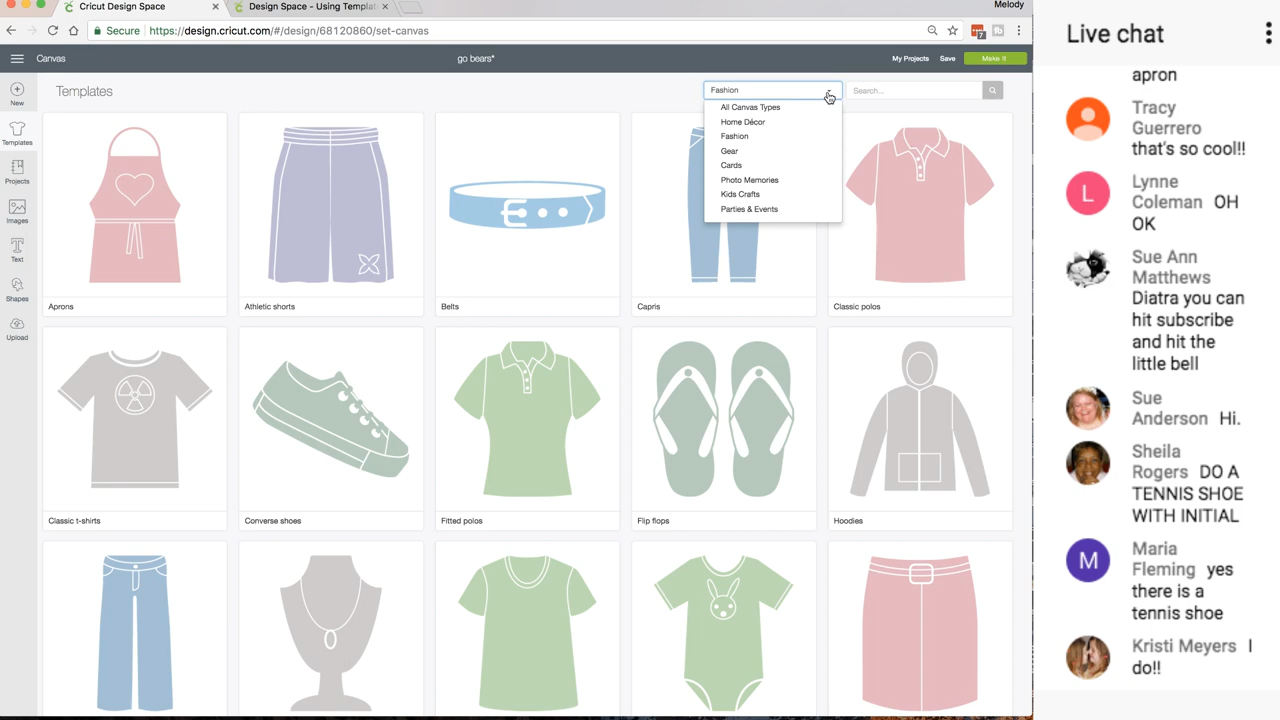 Cricut Design Space
Design Space - Using Templat
Melody
Secure https://design.cricut.com/#/design/68120860/set-canvas
7
Canvas
go bears*
My Projects
Save
Make It
New
Templates
Projects
Images
Text
Shapes
Upload
Templates
Fashion
Search...
All Canvas Types
Home Décor
Fashion
Gear
Cards
Photo Memories
Kids Crafts
Parties & Events
Aprons
Athletic shorts
Belts
Capris
Classic polos
Classic t-shirts
Converse shoes
Fitted polos
Flip flops
Hoodies
Live chat
apron
Tracy
Guerrero
that's so cool!!
L
Lynne
Coleman OH
OK
Sue Ann
Matthews
Diatra you can
hit subscribe
and hit the
little bell
Sue
Anderson Hi.
Sheila
Rogers DO A
TENNIS SHOE
WITH INITIAL
M
Maria
Fleming yes
there is a
tennis shoe
Kristi Meyers I
do!!